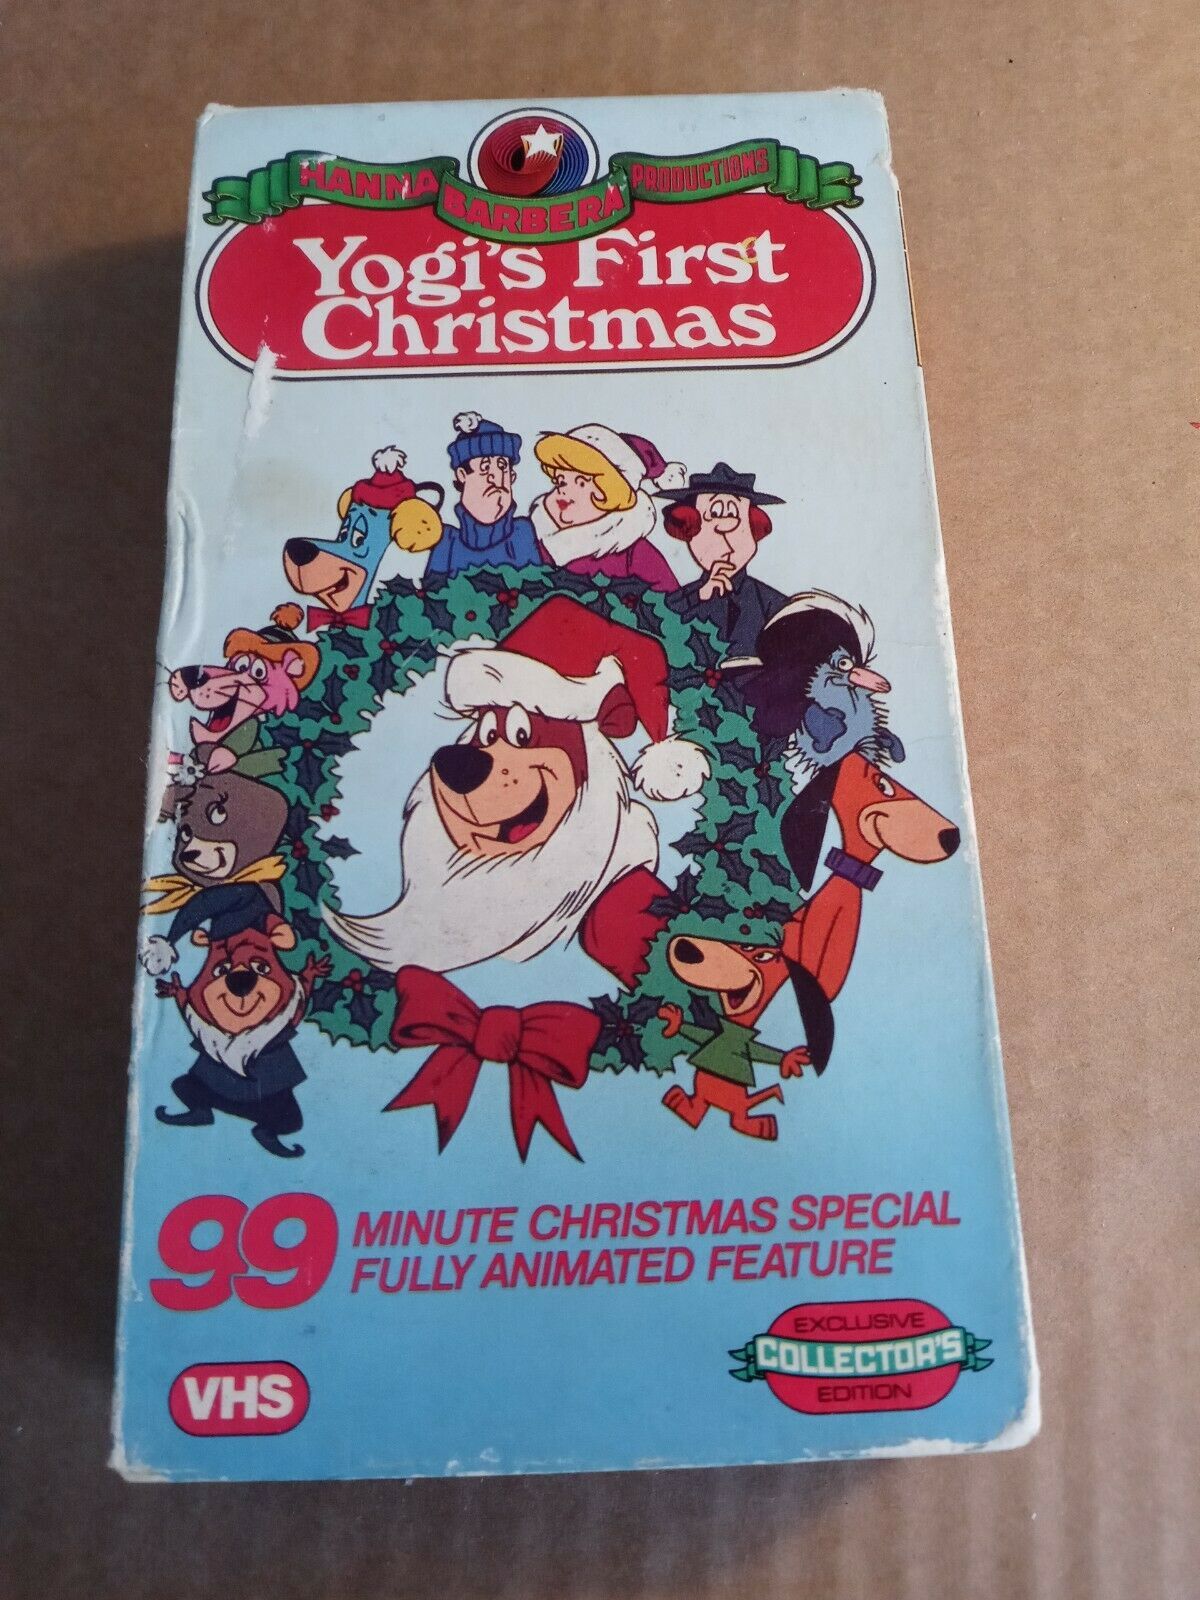 HANNA BARBERA PRODUCTIONS
Yogi's First
Christmas
99 MINUTE CHRISTMAS SPECIAL
FULLY ANIMATED FEATURE
VHS
EXCLUSIVE
COLLECTOR'S
EDITION